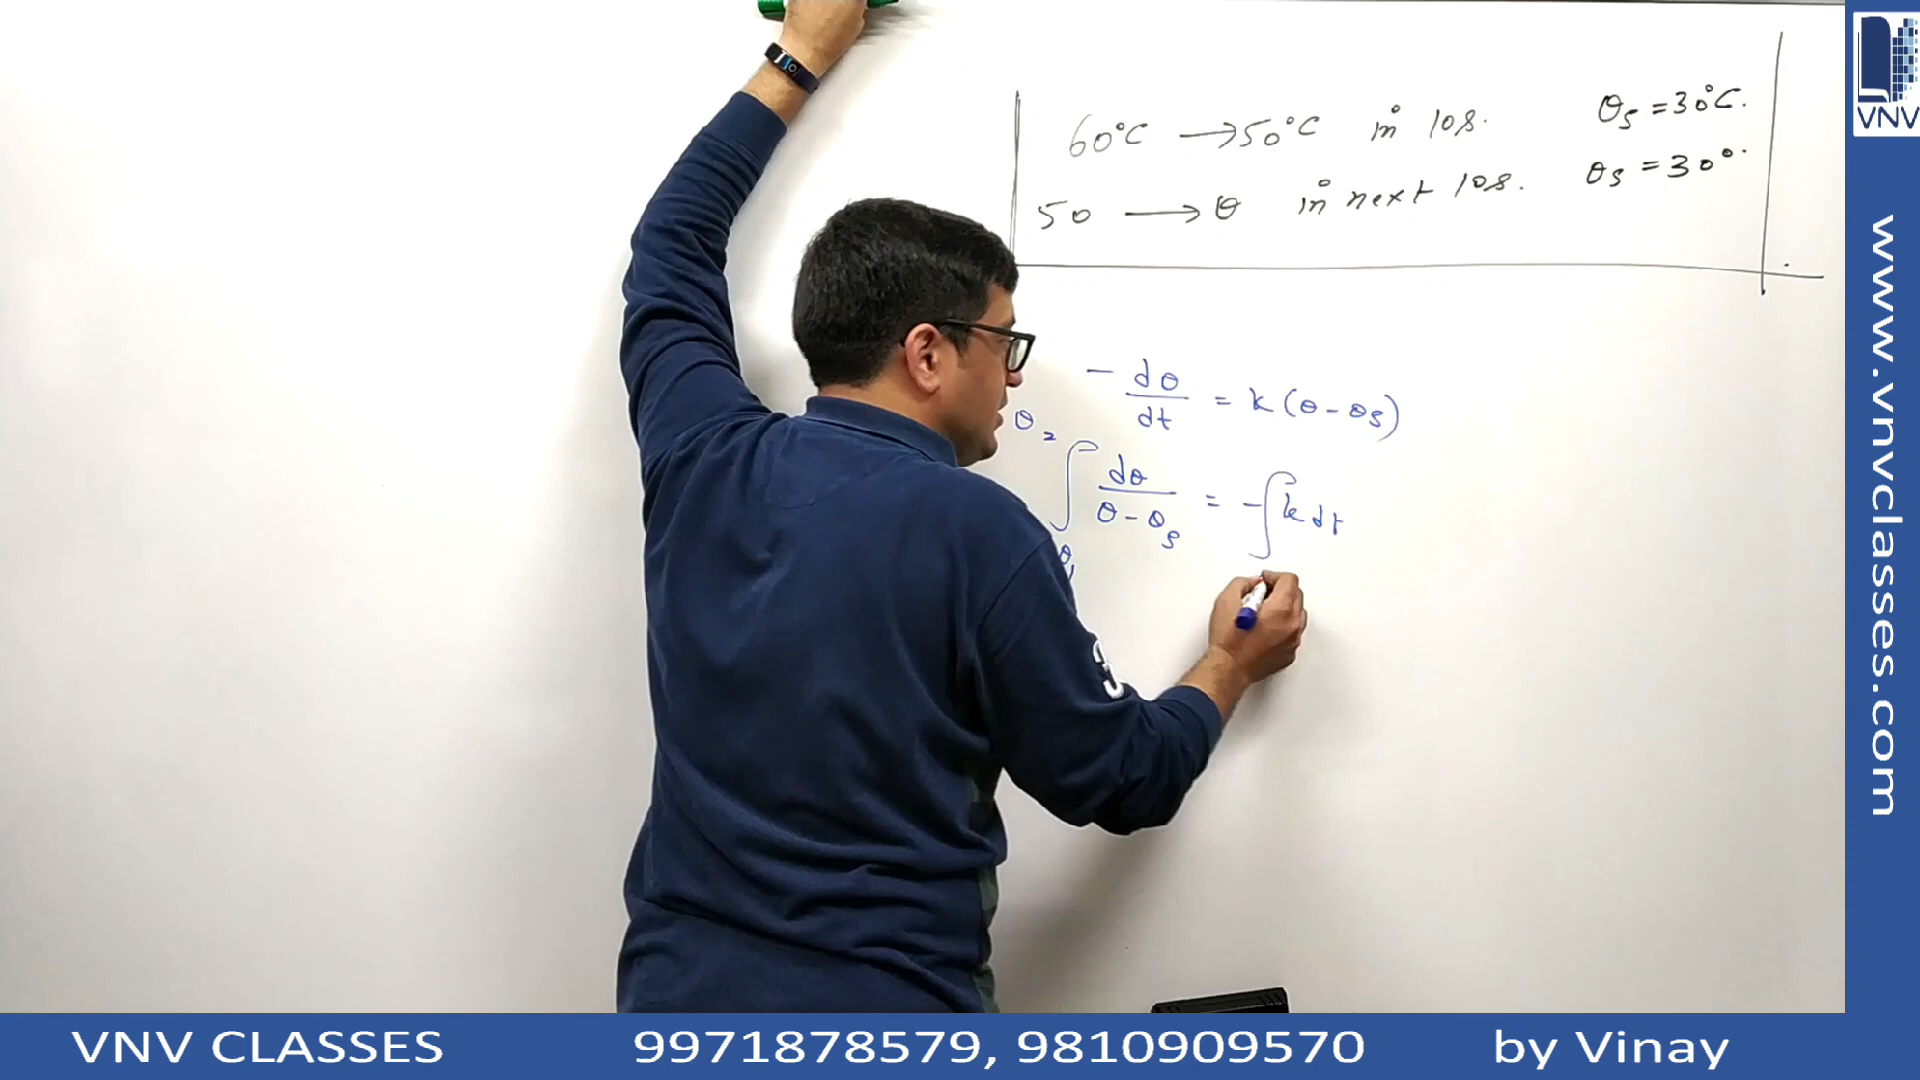 60°C → 50°C in 10s. θs = 30°C.
50 → θ in next 10s. θs = 30°.
- dθ/dt = k(θ - θs)
∫θ1^θ2 dθ/(θ - θs) = -∫k dt
3
VNV
www.vnvclasses.com
VNV CLASSES 9971878579, 9810909570 by Vinay